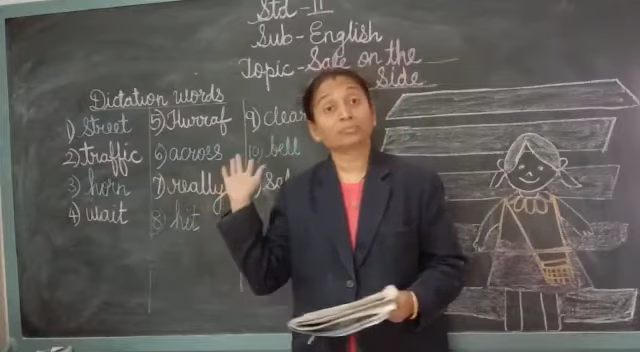 Std - II
Sub - English
Topic - Safe on the
Side
Dictation words
1) Street
2) traffic
3) horn
4) wait
5) Hurraf
6) across
7) really
8) hit
9) clear
10) bell